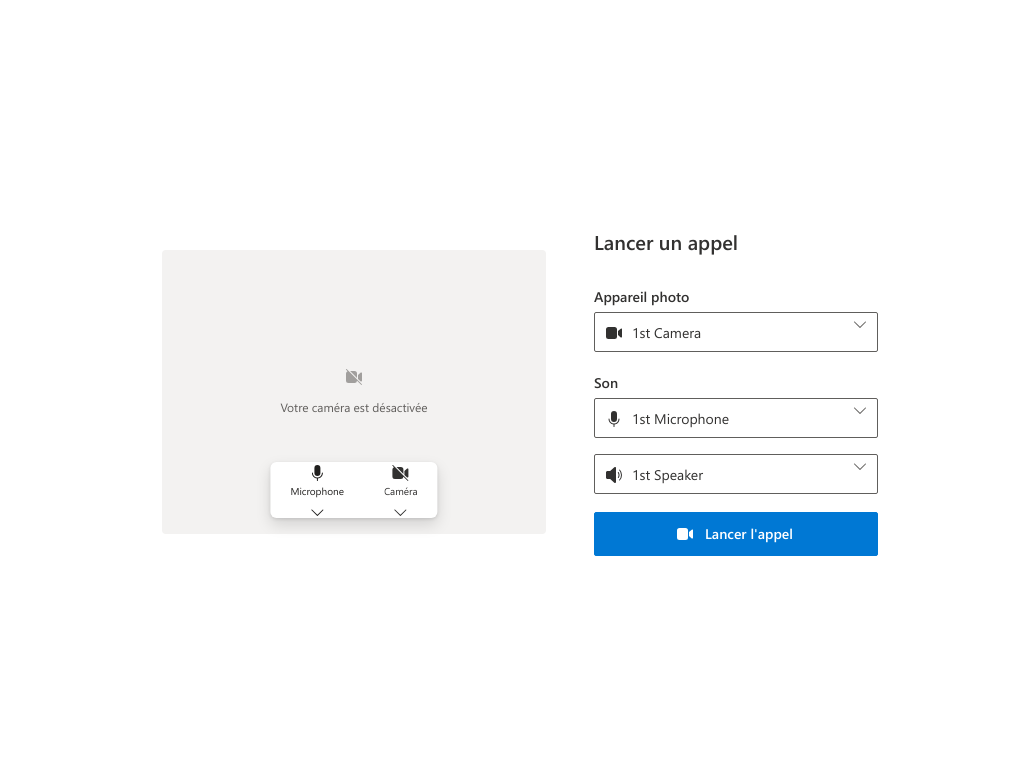 Lancer un appel
Appareil photo
1st Camera
Son
1st Microphone
1st Speaker
Lancer l'appel
Votre caméra est désactivée
Microphone
Caméra